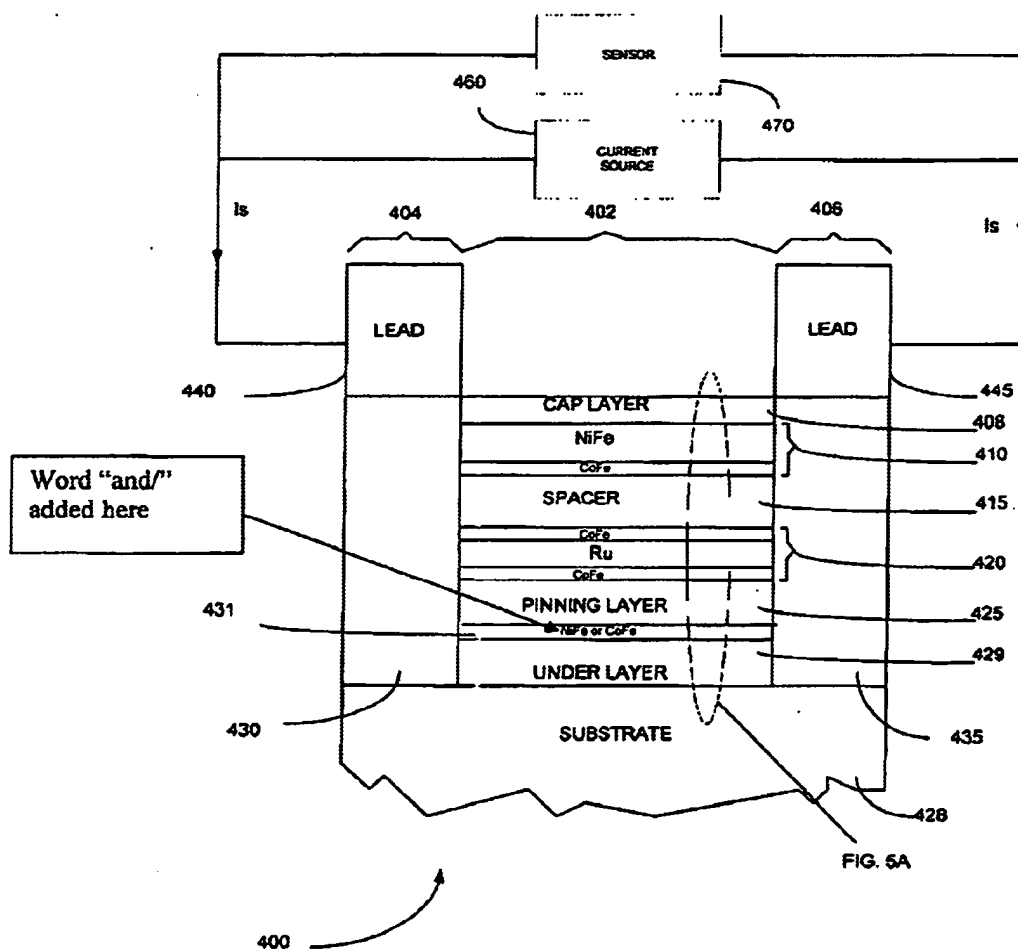 SENSOR
460
470
CURRENT
SOURCE
Is
404
402
406
Is
LEAD
LEAD
440
445
CAP LAYER
408
NiFe
410
CoFe
Word “and/”
added here
SPACER
415
CoFe
Ru
420
CoFe
PINNING LAYER
431
425
NiFe or CoFe
429
UNDER LAYER
430
SUBSTRATE
435
428
FIG. 5A
400